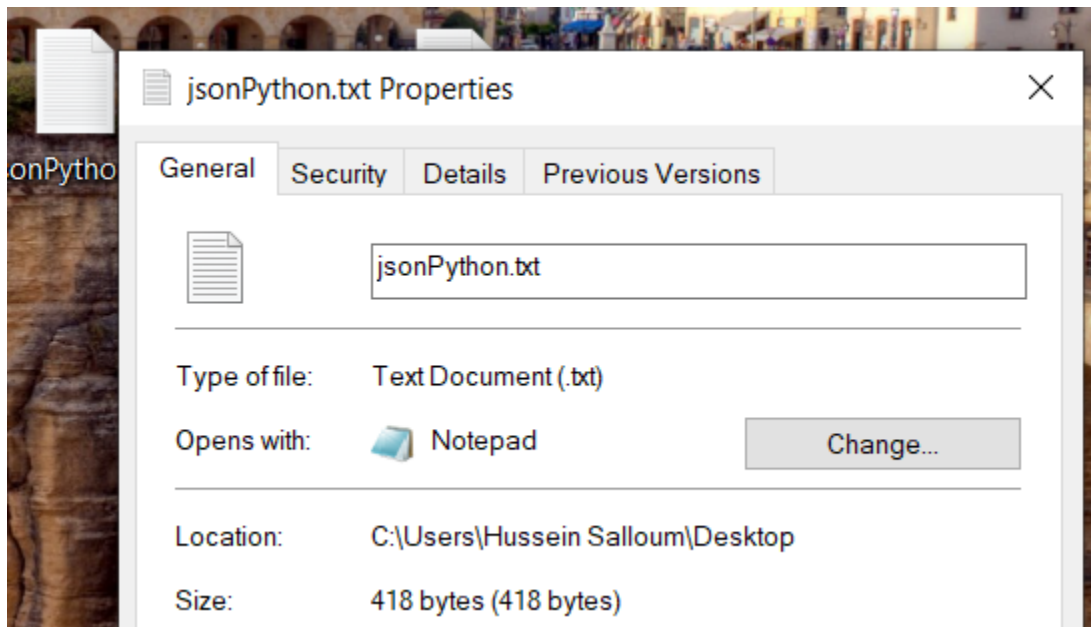 jsonPython.txt Properties
onPytho
General Security Details Previous Versions
jsonPython.txt
Type of file: Text Document (.txt)
Opens with: Notepad Change...
Location: C:\Users\Hussein Salloum\Desktop
Size: 418 bytes (418 bytes)